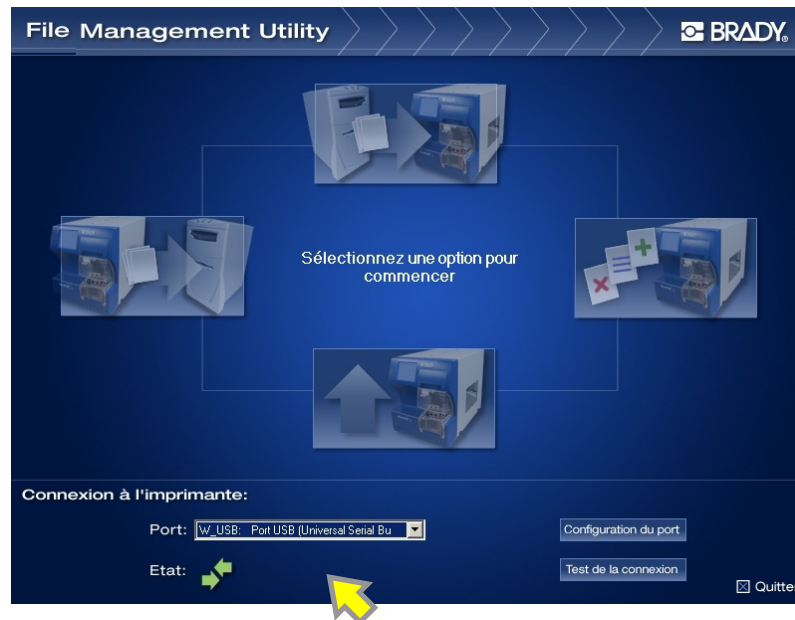 File Management Utility
BRADY®
Sélectionnez une option pour
commencer
Connexion à l'imprimante:
Port: W_USB: Port USB (Universal Serial Bu
Configuration du port
Etat:
Test de la connexion
Quitter